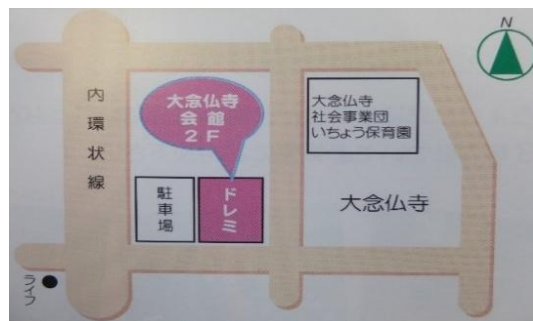 N
内環状線
大念仏寺
会館
2F
大念仏寺
社会事業団
いちょう保育園
駐車場
ドレミ
大念仏寺
ライフ